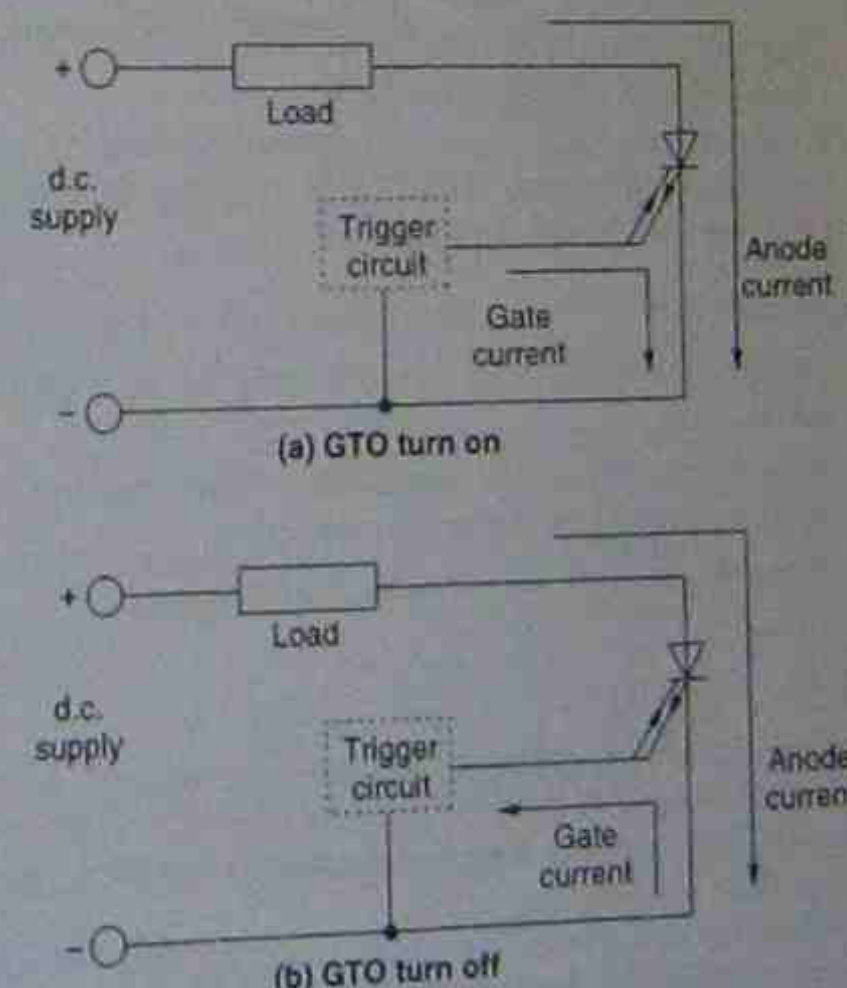 +
Load
d.c.
supply
Trigger
circuit
Gate
current
Anode
current
-
(a) GTO turn on
+
Load
d.c.
supply
Trigger
circuit
Gate
current
Anode
current
-
(b) GTO turn off